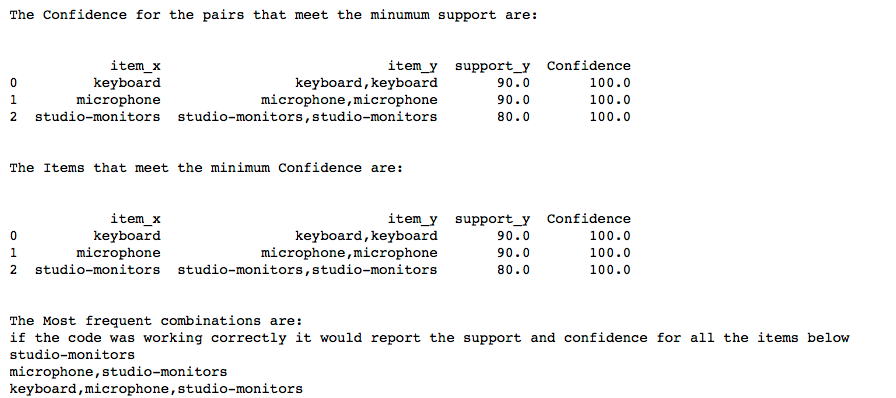 The Confidence for the pairs that meet the minumum support are:
item_x item_y support_y Confidence
0 keyboard keyboard,keyboard 90.0 100.0
1 microphone microphone,microphone 90.0 100.0
2 studio-monitors studio-monitors,studio-monitors 80.0 100.0
The Items that meet the minimum Confidence are:
item_x item_y support_y Confidence
0 keyboard keyboard,keyboard 90.0 100.0
1 microphone microphone,microphone 90.0 100.0
2 studio-monitors studio-monitors,studio-monitors 80.0 100.0
The Most frequent combinations are:
if the code was working correctly it would report the support and confidence for all the items below
studio-monitors
microphone,studio-monitors
keyboard,microphone,studio-monitors